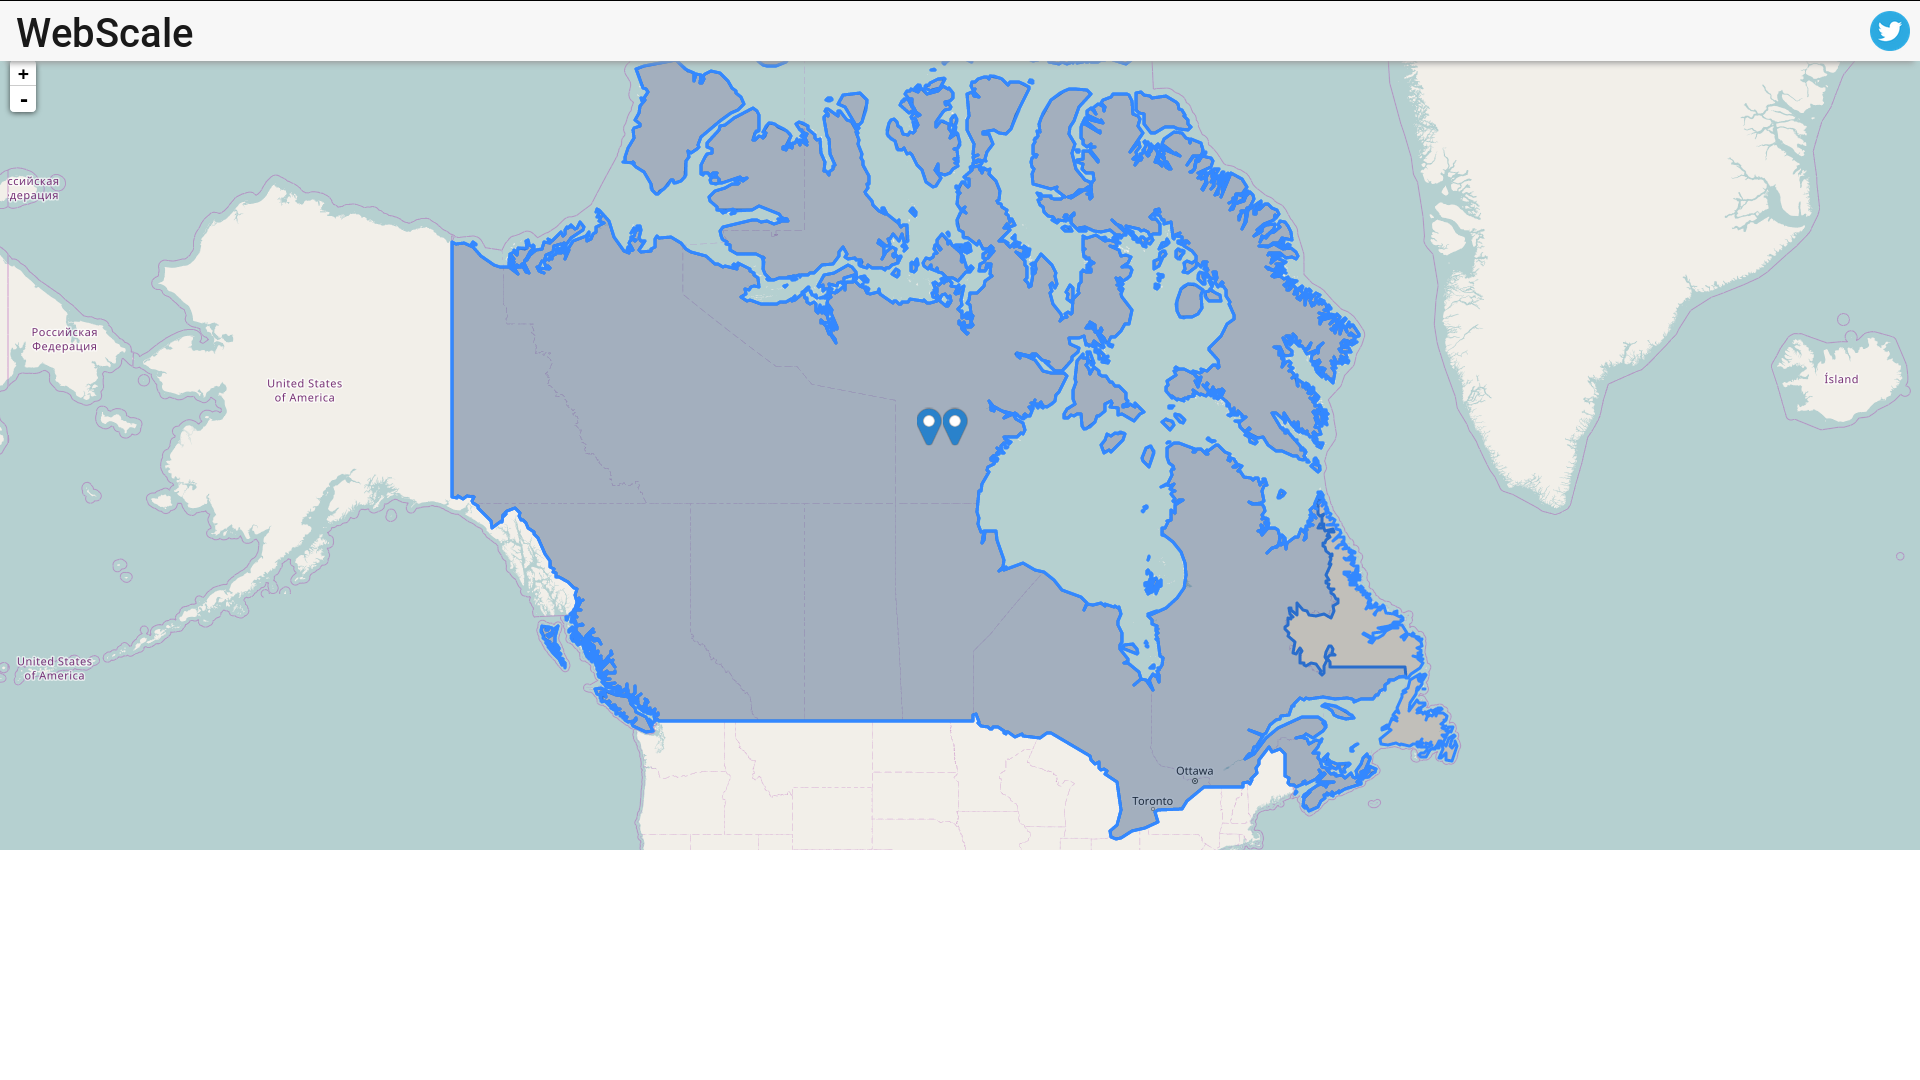 WebScale
+
-
ссийская
дерация
Российская
Федерация
United States
of America
Ísland
United States
of America
Ottawa
Toronto